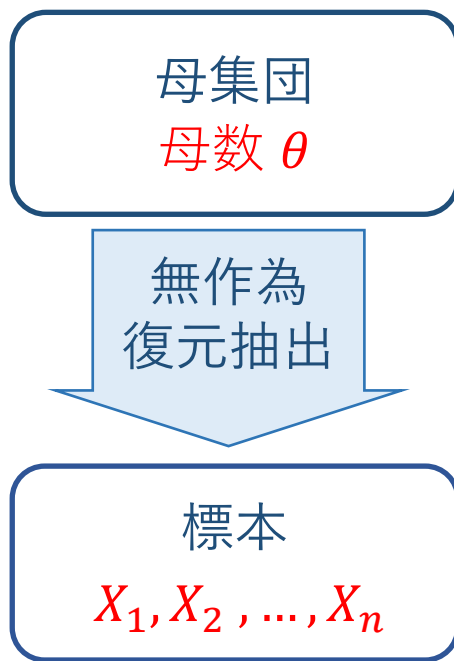 母集団
母数 θ
無作為
復元抽出
標本
X₁, X₂ , … , Xₙ